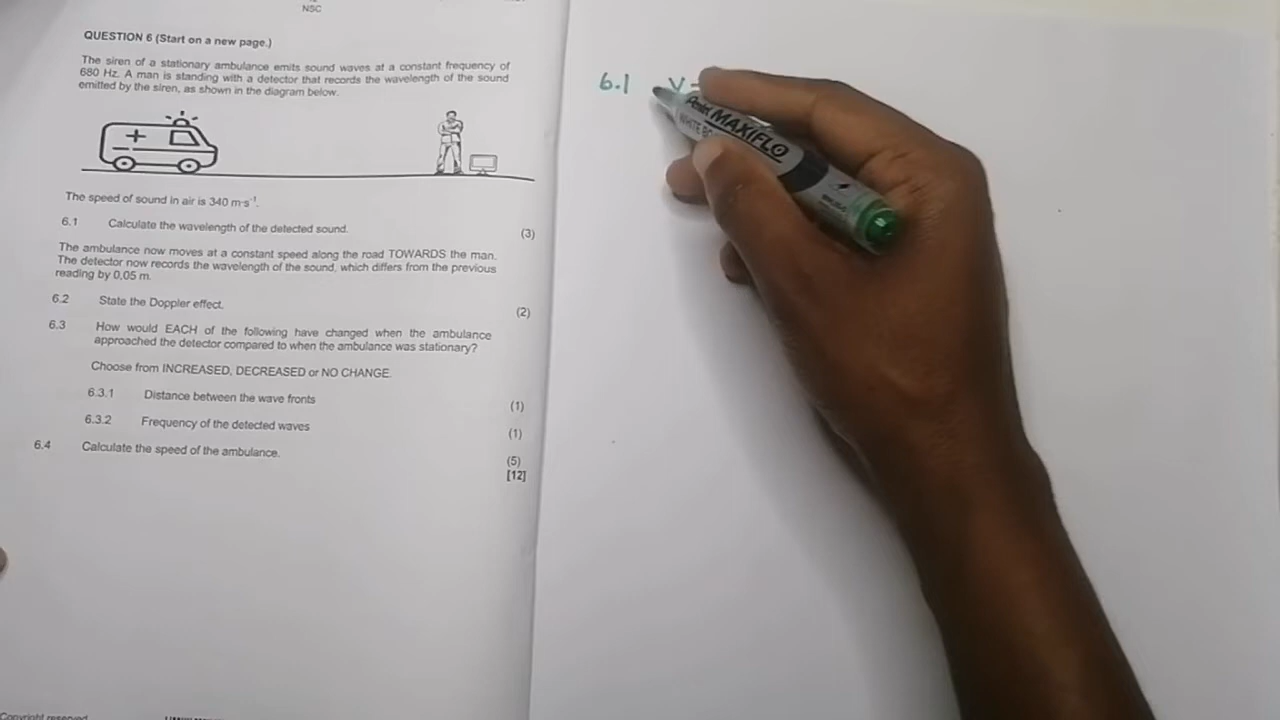 NSC
QUESTION 6 (Start on a new page.)
The siren of a stationary ambulance emits sound waves at a constant frequency of
680 Hz. A man is standing with a detector that records the wavelength of the sound
emitted by the siren, as shown in the diagram below.
The speed of sound in air is 340 m·s⁻¹.
6.1 Calculate the wavelength of the detected sound. (3)
The ambulance now moves at a constant speed along the road TOWARDS the man.
The detector now records the wavelength of the sound, which differs from the previous
reading by 0,05 m.
6.2 State the Doppler effect. (2)
6.3 How would EACH of the following have changed when the ambulance
approached the detector compared to when the ambulance was stationary?
Choose from INCREASED, DECREASED or NO CHANGE.
6.3.1 Distance between the wave fronts (1)
6.3.2 Frequency of the detected waves (1)
6.4 Calculate the speed of the ambulance. (5)
[12]
Copyright reserved
6.1 v
Pentel MAXIFLO
WHITE